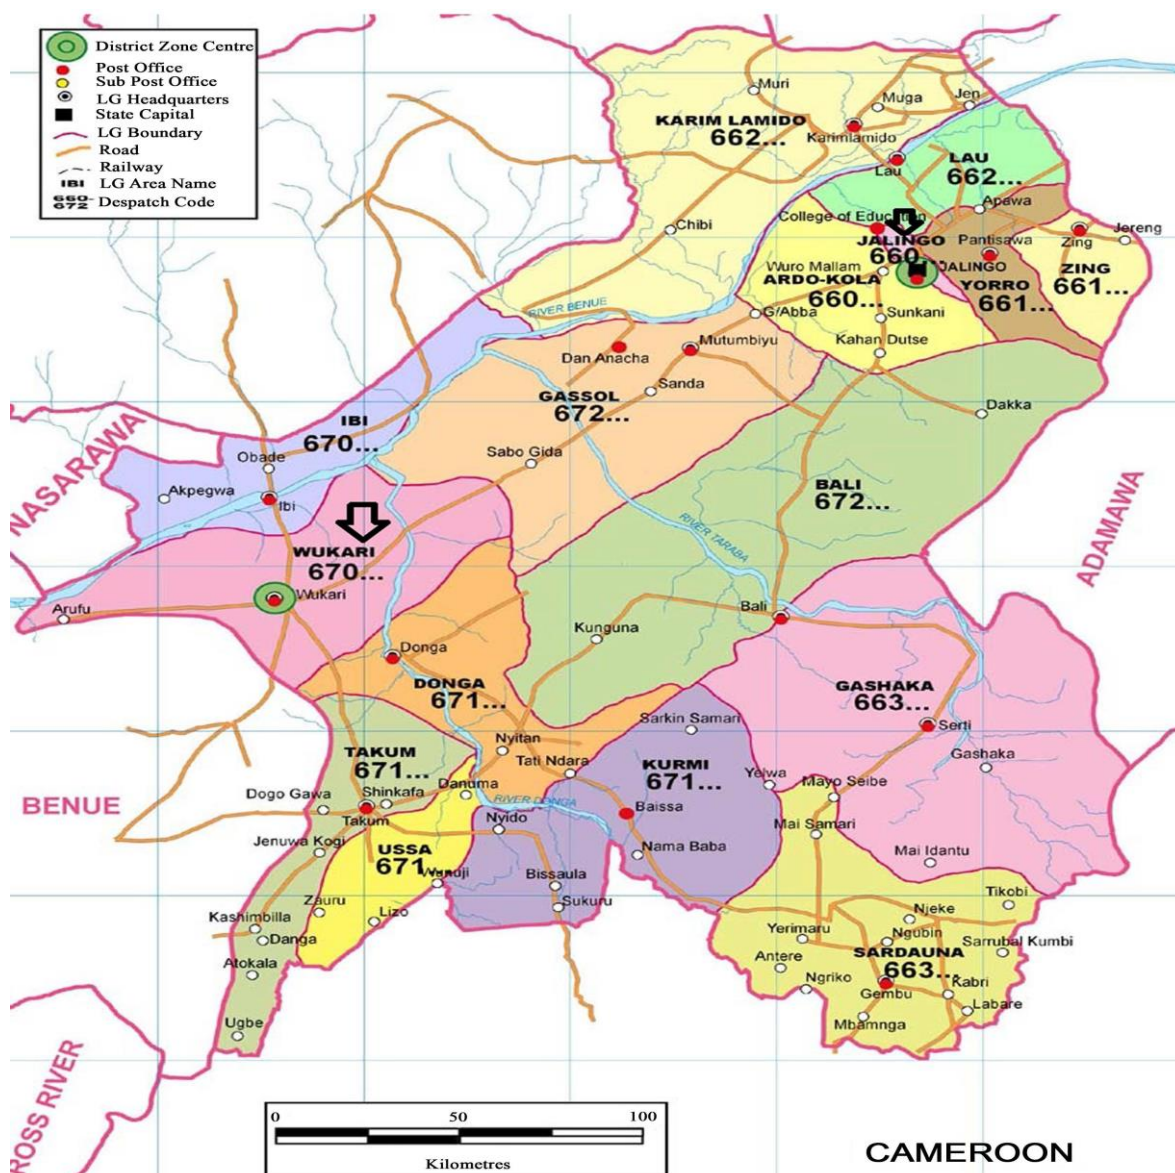 District Zone Centre
Post Office
Sub Post Office
LG Headquarters
State Capital
LG Boundary
Road
Railway
IBI LG Area Name
660-
672 Despatch Code
Muri
Muga
Jen
KARIM LAMIDO
662...
Karimlamido
Lau
LAU
662...
Apawa
College of Education
Chibi
JALINGO
660...
Pantisawa
Zing
Jereng
Wuro Mallam
JALINGO
ZING
661...
ARDO-KOLA
660...
YORRO
661...
RIVER BENUE
G/Abba
Sunkani
Kahan Dutse
Mutumbiyu
Dan Anacha
Sanda
GASSOL
672...
Dakka
IBI
670...
NASARAWA
Obade
Sabo Gida
Akpegwa
Ibi
BALI
672...
RIVER TARABA
ADAMAWA
WUKARI
670...
Wukari
Arufu
Bali
Kunguna
Donga
DONGA
671...
GASHAKA
663...
Sarkin Samari
Serti
Nyitan
TAKUM
671...
Tati Ndara
KURMI
671...
Gashaka
Yelwa
Mayo Seibe
Danuma
Dogo Gawa
Shinkafa
RIVER DONGA
BENUE
Takum
Baissa
Nyido
Mai Samari
Jenuwa Kogi
USSA
671...
Nama Baba
Mai Idantu
Bissaula
Tikobi
Zauru
Lizo
Sukuru
Njeke
Kashimbilla
Danga
Yerimaru
Ngubin
Sarrubal Kumbi
Atokala
Antere
SARDAUNA
663...
Ngriko
Gembu
Kabri
Labare
Ugbe
Mbamnga
ROSS RIVER
0 50 100
Kilometres
CAMEROON